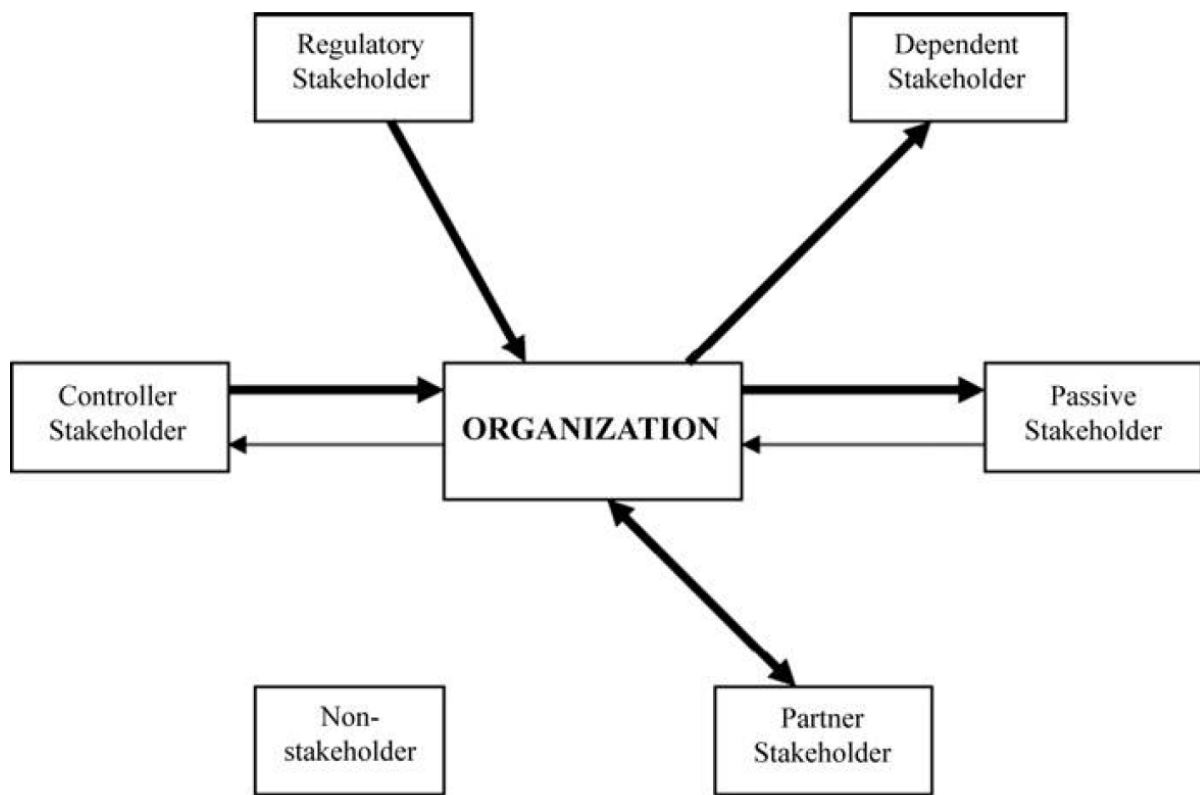 Regulatory
Stakeholder
Dependent
Stakeholder
Controller
Stakeholder
ORGANIZATION
Passive
Stakeholder
Non-
stakeholder
Partner
Stakeholder